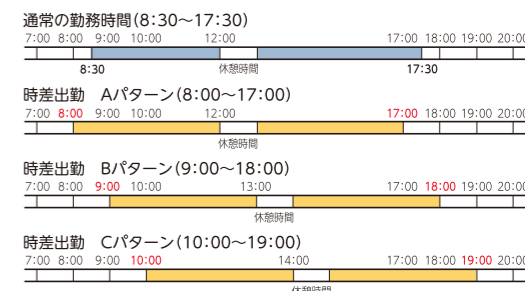 通常の勤務時間(8:30～17:30)
7:00 8:00 9:00 10:00 12:00 17:00 18:00 19:00 20:00
8:30 休憩時間 17:30
時差出勤 Aパターン(8:00～17:00)
7:00 8:00 9:00 10:00 12:00 17:00 18:00 19:00 20:00
休憩時間
時差出勤 Bパターン(9:00～18:00)
7:00 8:00 9:00 10:00 13:00 17:00 18:00 19:00 20:00
休憩時間
時差出勤 Cパターン(10:00～19:00)
7:00 8:00 9:00 10:00 14:00 17:00 18:00 19:00 20:00
休憩時間